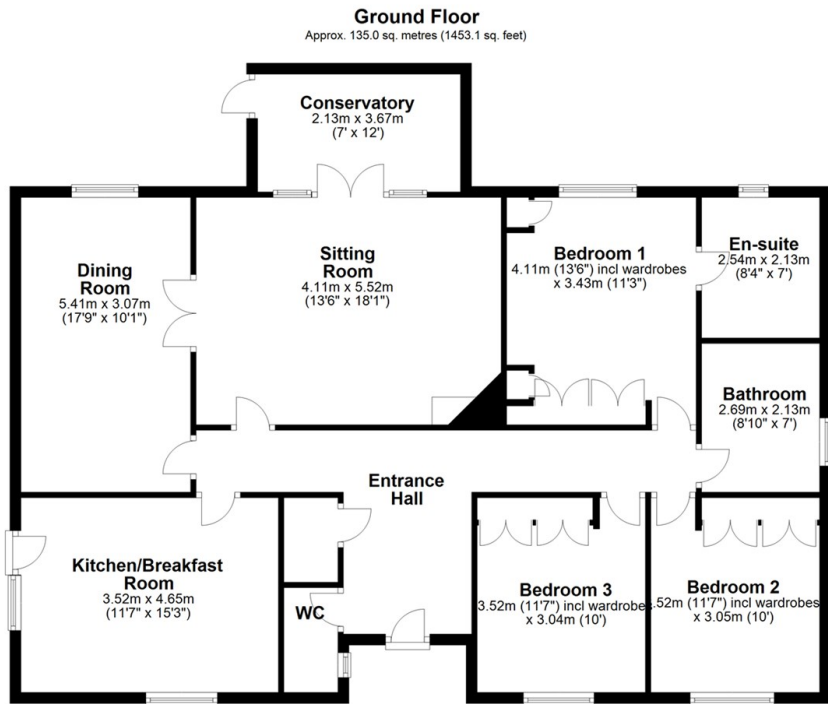 Ground Floor
Approx. 135.0 sq. metres (1453.1 sq. feet)
Conservatory
2.13m x 3.67m
(7' x 12')
Dining
Room
5.41m x 3.07m
(17'9" x 10'1")
Sitting
Room
4.11m x 5.52m
(13'6" x 18'1")
Bedroom 1
4.11m (13'6") incl wardrobes
x 3.43m (11'3")
En-suite
2.54m x 2.13m
(8'4" x 7')
Bathroom
2.69m x 2.13m
(8'10" x 7')
Entrance
Hall
Kitchen/Breakfast
Room
3.52m x 4.65m
(11'7" x 15'3")
WC
Bedroom 3
3.52m (11'7") incl wardrobes
x 3.04m (10')
Bedroom 2
.52m (11'7") incl wardrobes
x 3.05m (10')